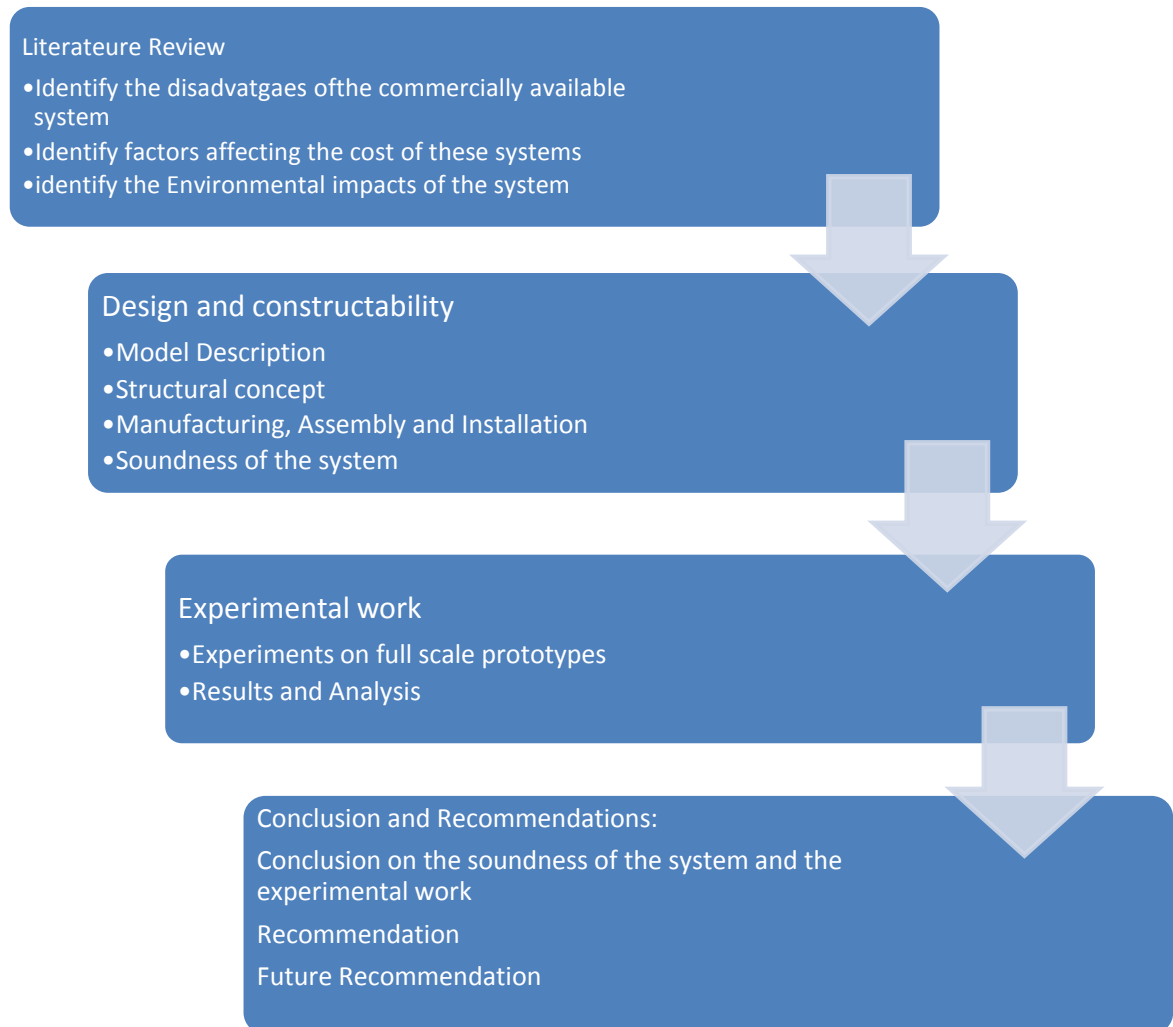 Literateure Review
•Identify the disadvatgaes ofthe commercially available
system
•Identify factors affecting the cost of these systems
•identify the Environmental impacts of the system
Design and constructability
•Model Description
•Structural concept
•Manufacturing, Assembly and Installation
•Soundness of the system
Experimental work
•Experiments on full scale prototypes
•Results and Analysis
Conclusion and Recommendations:
Conclusion on the soundness of the system and the
experimental work
Recommendation
Future Recommendation